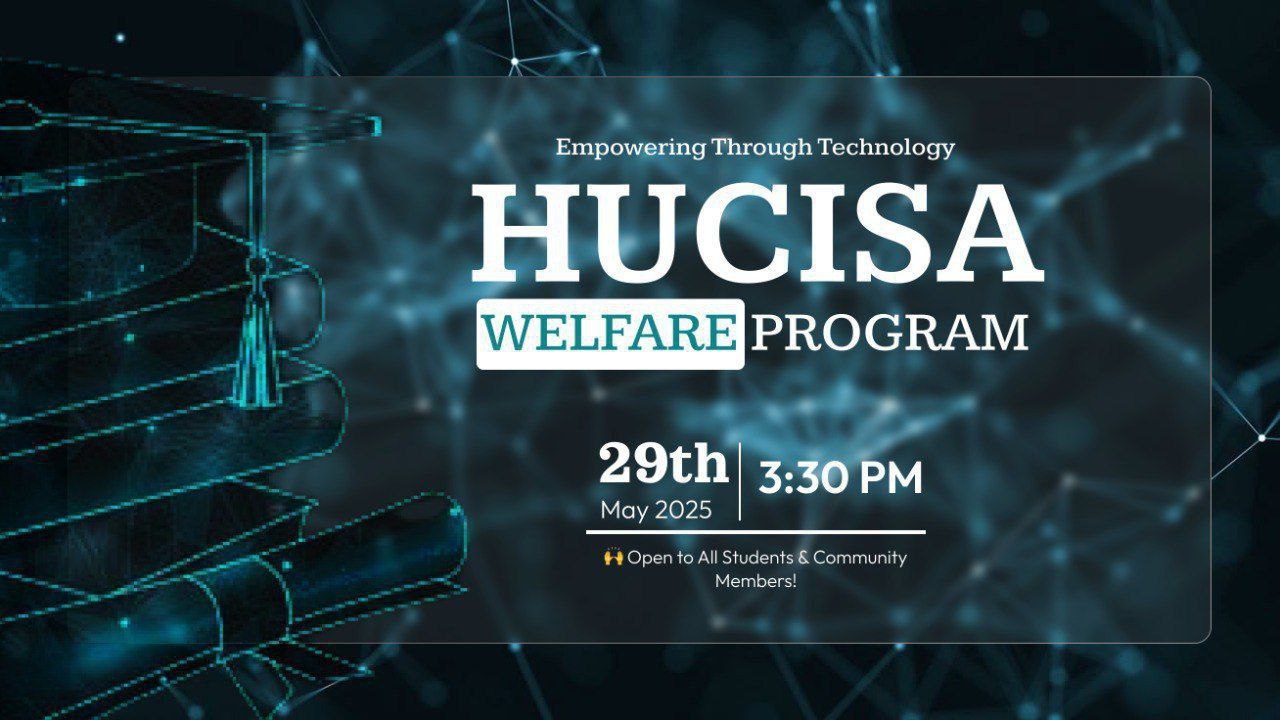 Empowering Through Technology
HUCISA
WELFARE PROGRAM
29th
May 2025
3:30 PM
🙌 Open to All Students & Community
Members!